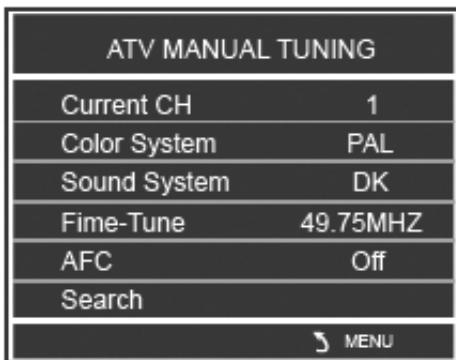 ATV MANUAL TUNING
Current CH 1
Color System PAL
Sound System DK
Fime-Tune 49.75MHZ
AFC Off
Search
MENU